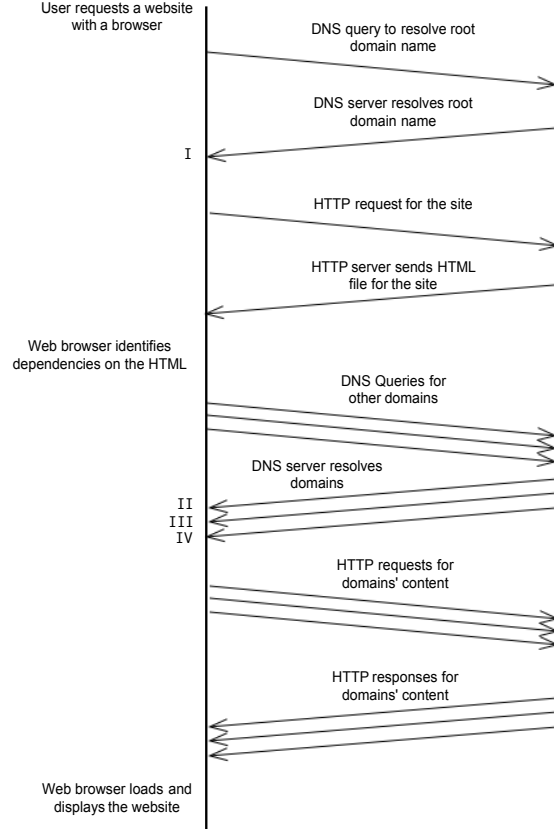 User requests a website
with a browser
DNS query to resolve root
domain name
DNS server resolves root
domain name
I
HTTP request for the site
HTTP server sends HTML
file for the site
Web browser identifies
dependencies on the HTML
DNS Queries for
other domains
DNS server resolves
domains
II
III
IV
HTTP requests for
domains' content
HTTP responses for
domains' content
Web browser loads and
displays the website